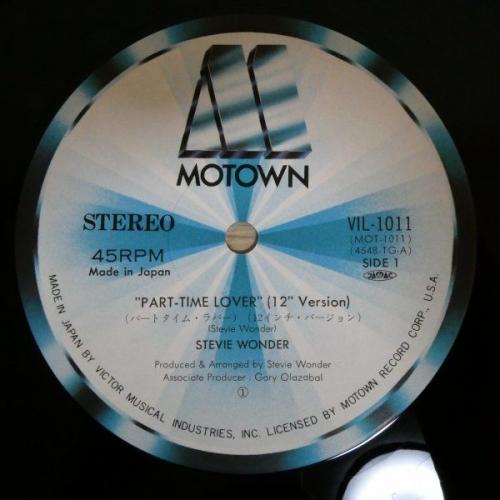 MOTOWN
STEREO
45RPM
Made in Japan
VIL-1011
(MOT-1011)
(4548-TG-A)
SIDE 1
"PART-TIME LOVER" (12" Version)
(パートタイム・ラバー) (12インチ・バージョン)
(Stevie Wonder)
STEVIE WONDER
Produced & Arranged by Stevie Wonder
Associate Producer : Gary Olazabal
①
MADE IN JAPAN BY VICTOR MUSICAL INDUSTRIES, INC. LICENSED BY MOTOWN RECORD CORP., U.S.A.